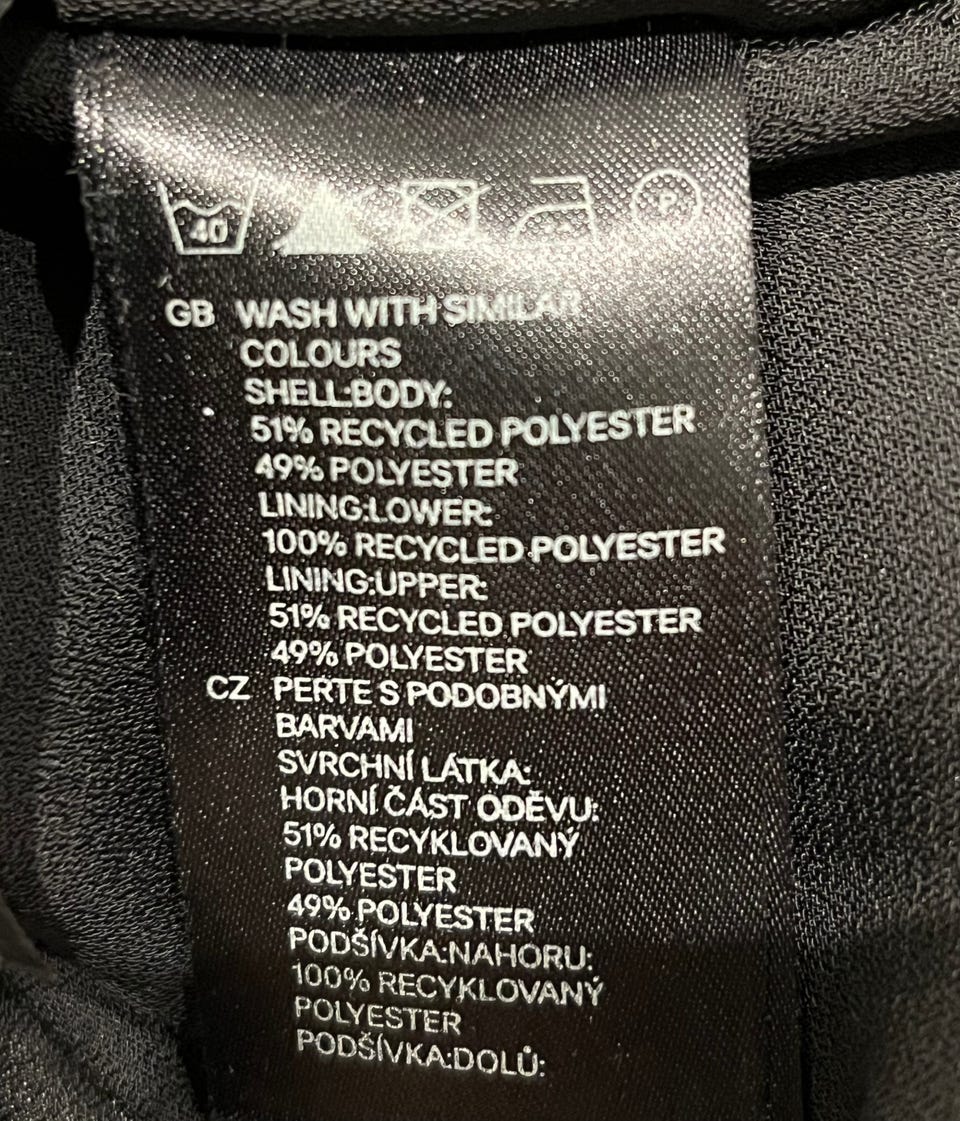 40
P
GB WASH WITH SIMILAR
COLOURS
SHELL:BODY:
51% RECYCLED POLYESTER
49% POLYESTER
LINING:LOWER:
100% RECYCLED POLYESTER
LINING:UPPER:
51% RECYCLED POLYESTER
49% POLYESTER
CZ PERTE S PODOBNÝMI
BARVAMI
SVRCHNÍ LÁTKA:
HORNÍ ČÁST ODĚVU:
51% RECYKLOVANÝ
POLYESTER
49% POLYESTER
PODŠÍVKA:NAHORU:
100% RECYKLOVANÝ
POLYESTER
PODŠÍVKA:DOLŮ: